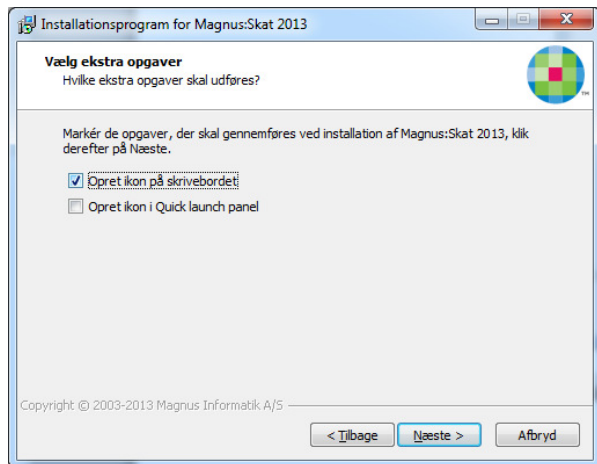 Installationsprogram for Magnus:Skat 2013
Vælg ekstra opgaver
Hvilke ekstra opgaver skal udføres?
TM
Markér de opgaver, der skal gennemføres ved installation af Magnus:Skat 2013, klik
derefter på Næste.
Opret ikon på skrivebordet
Opret ikon i Quick launch panel
Copyright © 2003-2013 Magnus Informatik A/S
< Tilbage
Næste >
Afbryd